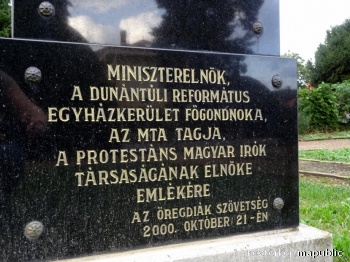 MINISZTERELNÖK,
A DUNÁNTÚLI REFORMÁTUS
EGYHÁZKERÜLET FŐGONDNOKA,
AZ MTA TAGJA,
A PROTESTÁNS MAGYAR IRÓK
TÁRSASÁGÁNAK ELNÖKE
EMLÉKÉRE
AZ ÖREGDIÁK SZÖVETSÉG
2000. OKTÓBER 21-ÉN